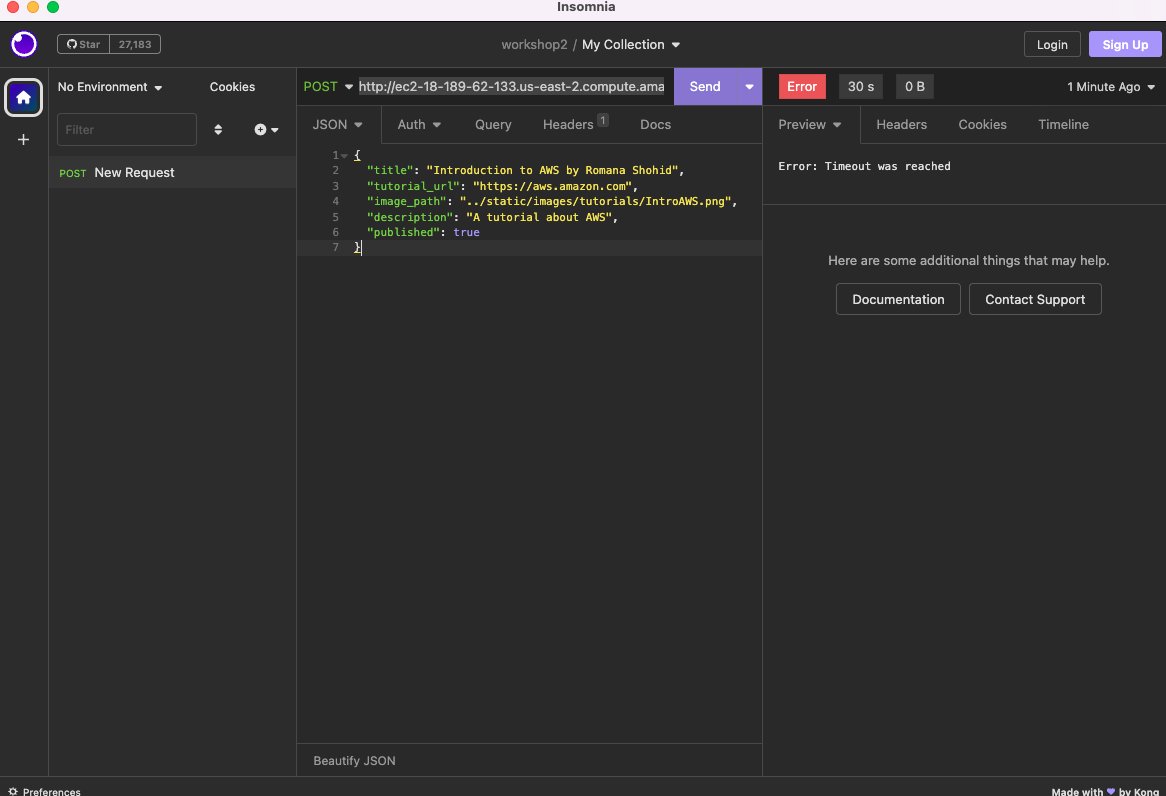 Insomnia
Star 27,183
workshop2 / My Collection
Login
Sign Up
No Environment
Cookies
Filter
POST New Request
POST http://ec2-18-189-62-133.us-east-2.compute.ama
Send
JSON Auth Query Headers 1 Docs
1 {
2 "title": "Introduction to AWS by Romana Shohid",
3 "tutorial_url": "https://aws.amazon.com",
4 "image_path": "../static/images/tutorials/IntroAWS.png",
5 "description": "A tutorial about AWS",
6 "published": true
7 }
Beautify JSON
Error 30 s 0 B 1 Minute Ago
Preview Headers Cookies Timeline
Error: Timeout was reached
Here are some additional things that may help.
Documentation Contact Support
Preferences
Made with by Kong